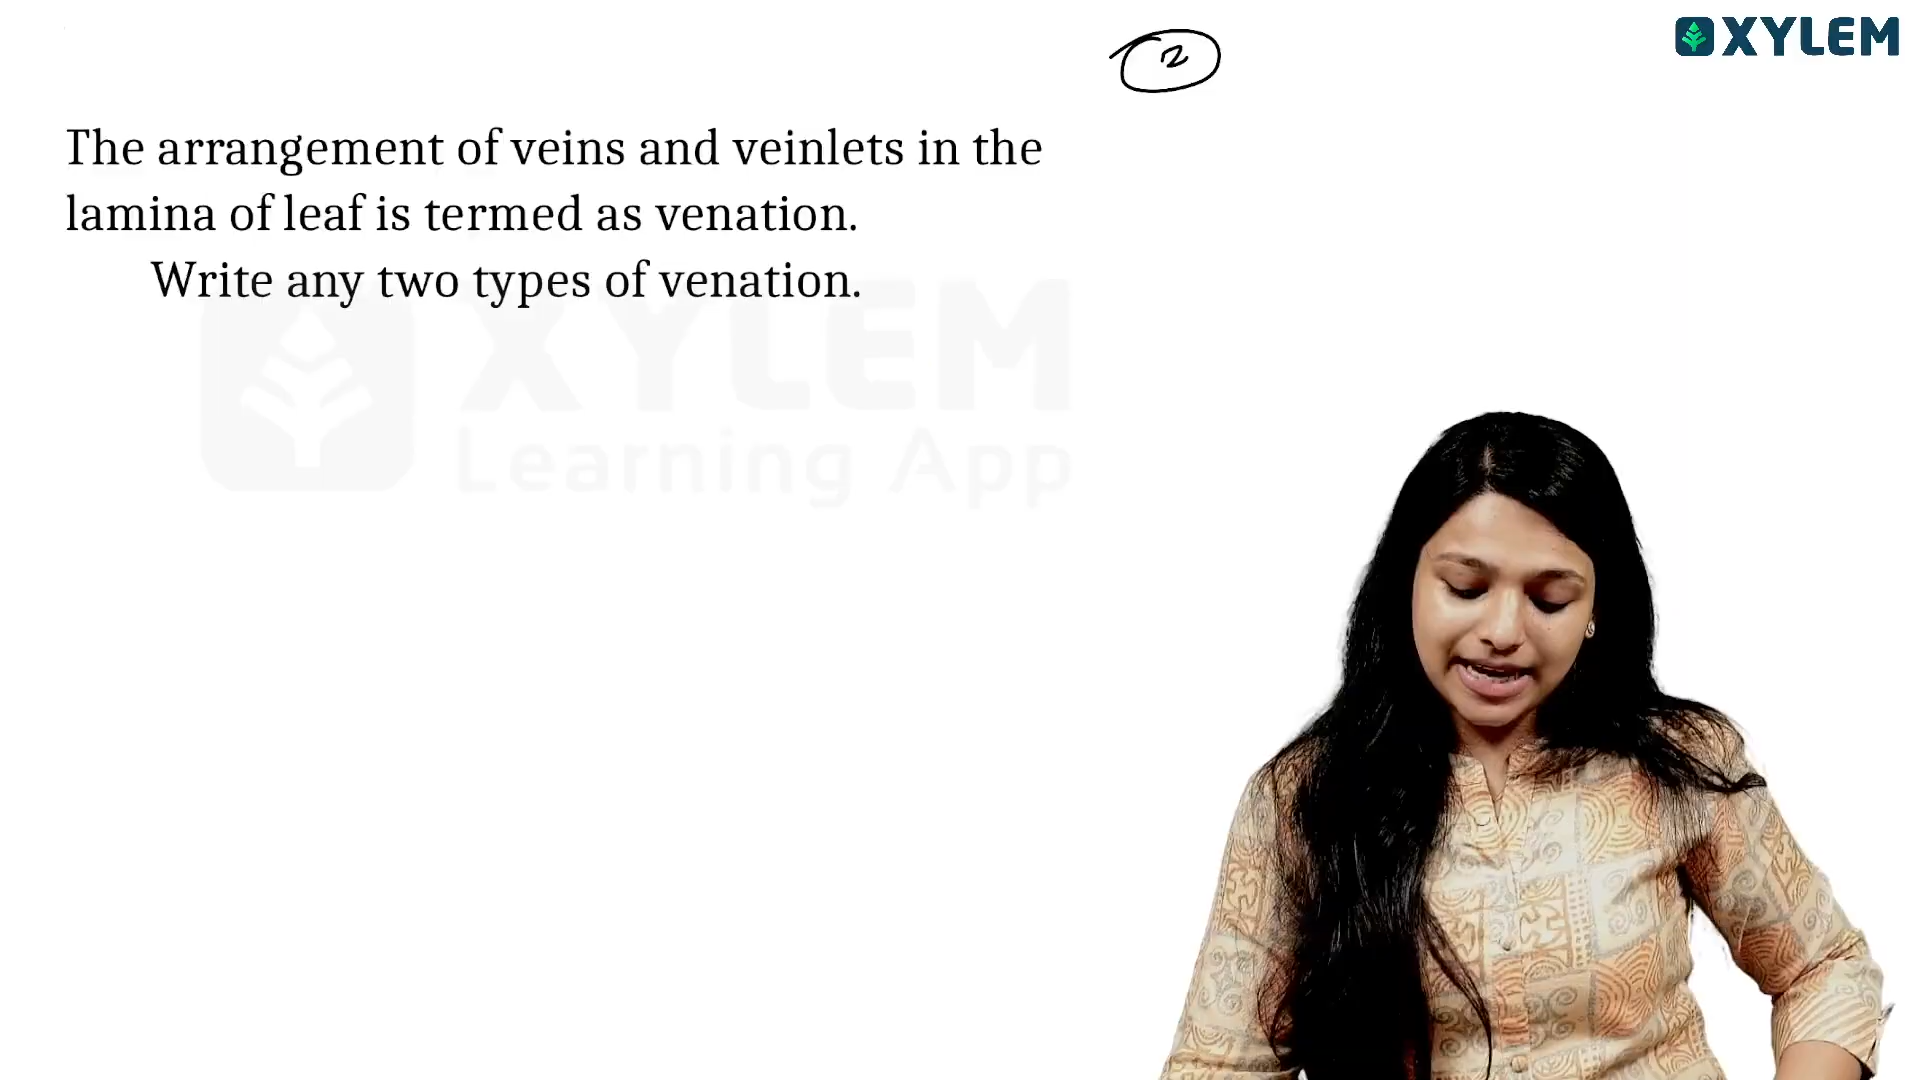 2
XYLEM
The arrangement of veins and veinlets in the
lamina of leaf is termed as venation.
Write any two types of venation.
XYLEM
Learning App